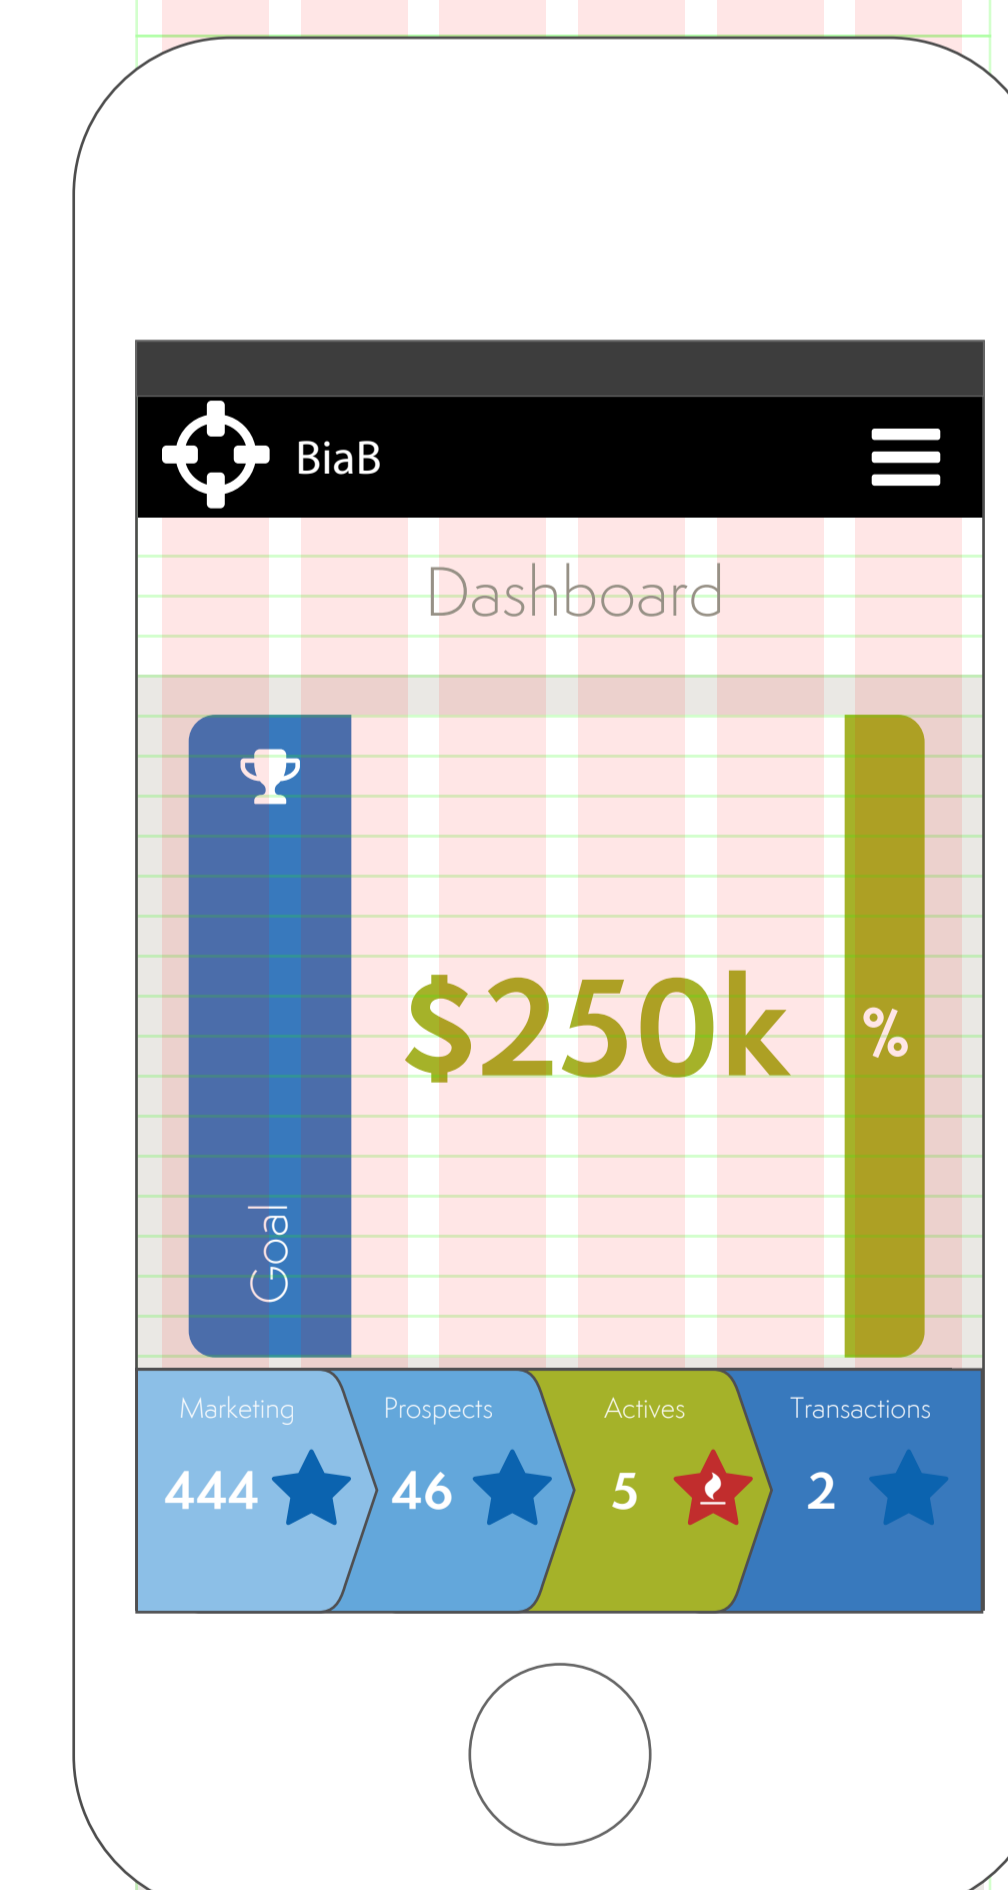 BiaB
Dashboard
$250k
%
Goal
Marketing
Prospects
Actives
Transactions
444
46
5
2